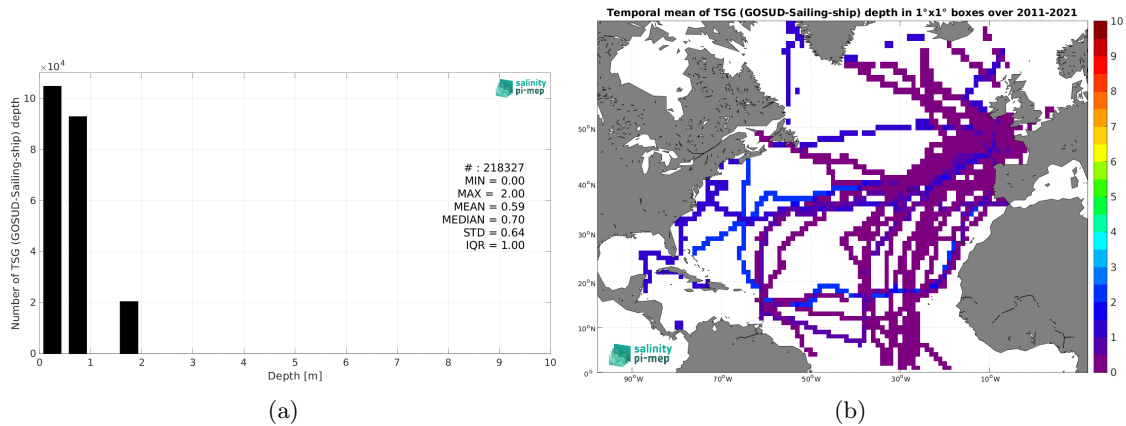 ×10⁴
10
8
6
4
2
0
Number of TSG (GOSUD-Sailing-ship) depth
salinity
pi-mep
# : 218327
MIN = 0.00
MAX = 2.00
MEAN = 0.59
MEDIAN = 0.70
STD = 0.64
IQR = 1.00
0 1 2 3 4 5 6 7 8 9 10
Depth [m]
(a)
Temporal mean of TSG (GOSUD-Sailing-ship) depth in 1°x1° boxes over 2011-2021
50°N
40°N
30°N
20°N
10°N
0°
90°W 70°W 50°W 30°W 10°W
salinity
pi-mep
10
9
8
7
6
5
4
3
2
1
0
(b)